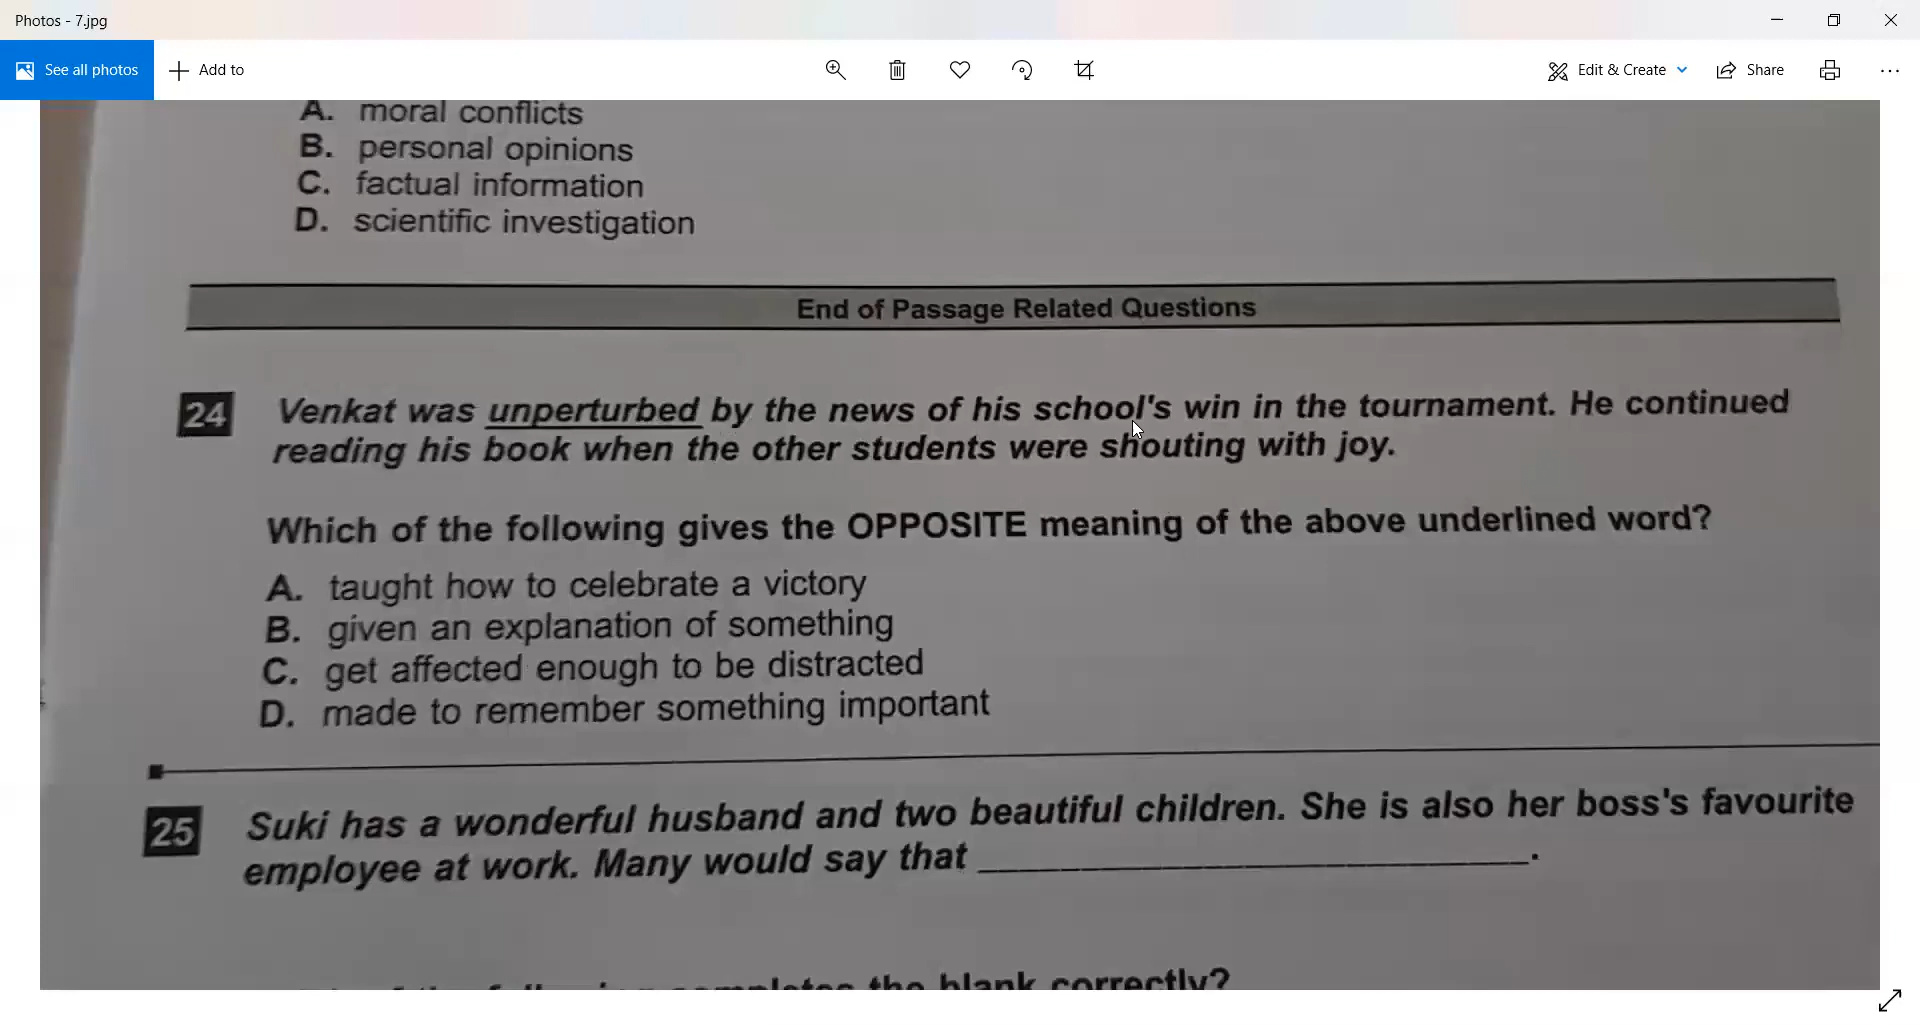 Photos - 7.jpg
See all photos
Add to
Edit & Create
Share
A. moral conflicts
B. personal opinions
C. factual information
D. scientific investigation
End of Passage Related Questions
24 Venkat was unperturbed by the news of his school's win in the tournament. He continued
reading his book when the other students were shouting with joy.
Which of the following gives the OPPOSITE meaning of the above underlined word?
A. taught how to celebrate a victory
B. given an explanation of something
C. get affected enough to be distracted
D. made to remember something important
25 Suki has a wonderful husband and two beautiful children. She is also her boss's favourite
employee at work. Many would say that ______________.
the blank correctly?